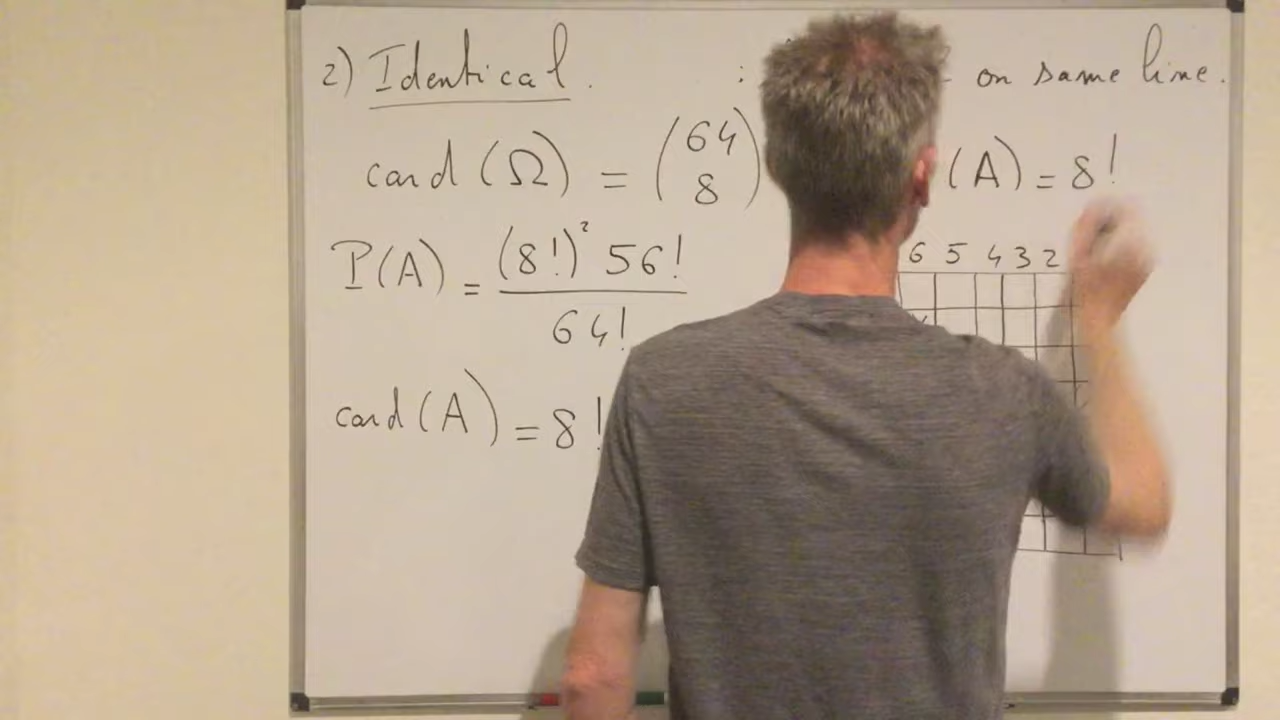 2) Identical. : on same line.
card (Ω) = (64 8) (A) = 8!
P(A) = (8!)² 56! / 64!
6 5 4 3 2
card (A) = 8!